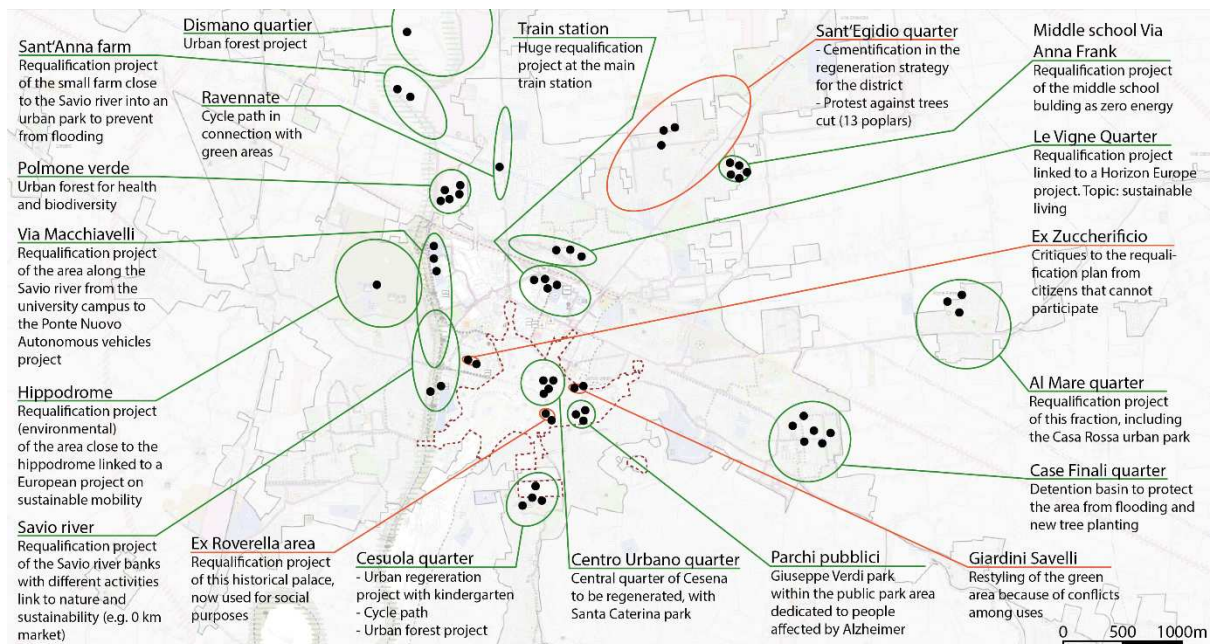 Dismano quartier
Urban forest project
Sant'Anna farm
Requalification project
of the small farm close
to the Savio river into an
urban park to prevent
from flooding
Ravennate
Cycle path in
connection with
green areas
Polmone verde
Urban forest for health
and biodiversity
Via Macchiavelli
Requalification project
of the area along the
Savio river from the
university campus to
the Ponte Nuovo
Autonomous vehicles
project
Hippodrome
Requalification project
(environmental)
of the area close to the
hippodrome linked to a
European project on
sustainable mobility
Savio river
Requalification project
of the Savio river banks
with different activities
link to nature and
sustainability (e.g. 0 km
market)
Train station
Huge requalification
project at the main
train station
Sant'Egidio quarter
- Cementification in the
regeneration strategy
for the district
- Protest against trees
cut (13 poplars)
Middle school Via
Anna Frank
Requalification project
of the middle school
bulding as zero energy
Le Vigne Quarter
Requalification project
linked to a Horizon Europe
project. Topic: sustainable
living
Ex Zuccherificio
Critiques to the requali-
fication plan from
citizens that cannot
participate
Al Mare quarter
Requalification project
of this fraction, including
the Casa Rossa urban park
Case Finali quarter
Detention basin to protect
the area from flooding and
new tree planting
Ex Roverella area
Requalification project
of this historical palace,
now used for social
purposes
Cesuola quarter
- Urban regereration
project with kindergarten
- Cycle path
- Urban forest project
Centro Urbano quarter
Central quarter of Cesena
to be regenerated, with
Santa Caterina park
Parchi pubblici
Giuseppe Verdi park
within the public park area
dedicated to people
affected by Alzheimer
Giardini Savelli
Restyling of the green
area because of conflicts
among uses
0 500 1000m